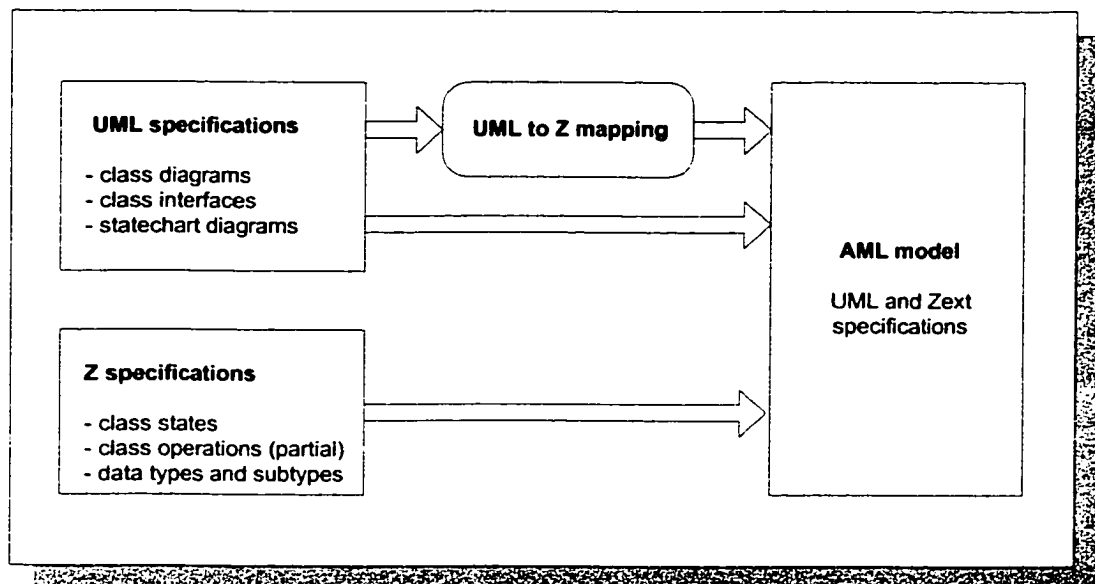 UML specifications
- class diagrams
- class interfaces
- statechart diagrams
UML to Z mapping
AML model
UML and Zext
specifications
Z specifications
- class states
- class operations (partial)
- data types and subtypes